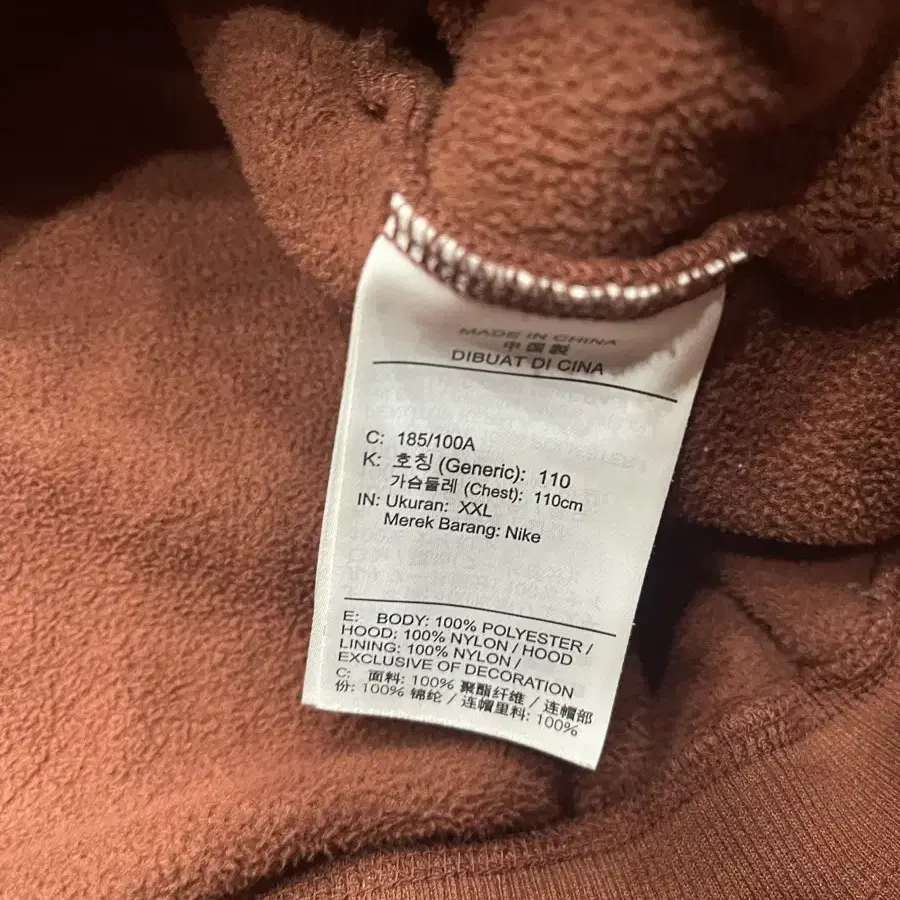 MADE IN CHINA
中国製
DIBUAT DI CINA
C: 185/100A
K: 호칭 (Generic): 110
가슴둘레 (Chest): 110cm
IN: Ukuran: XXL
Merek Barang: Nike
E: BODY: 100% POLYESTER /
HOOD: 100% NYLON / HOOD
LINING: 100% NYLON /
EXCLUSIVE OF DECORATION
C: 面料: 100% 聚酯纤维 / 连帽部
份: 100% 锦纶 / 连帽里料: 100%